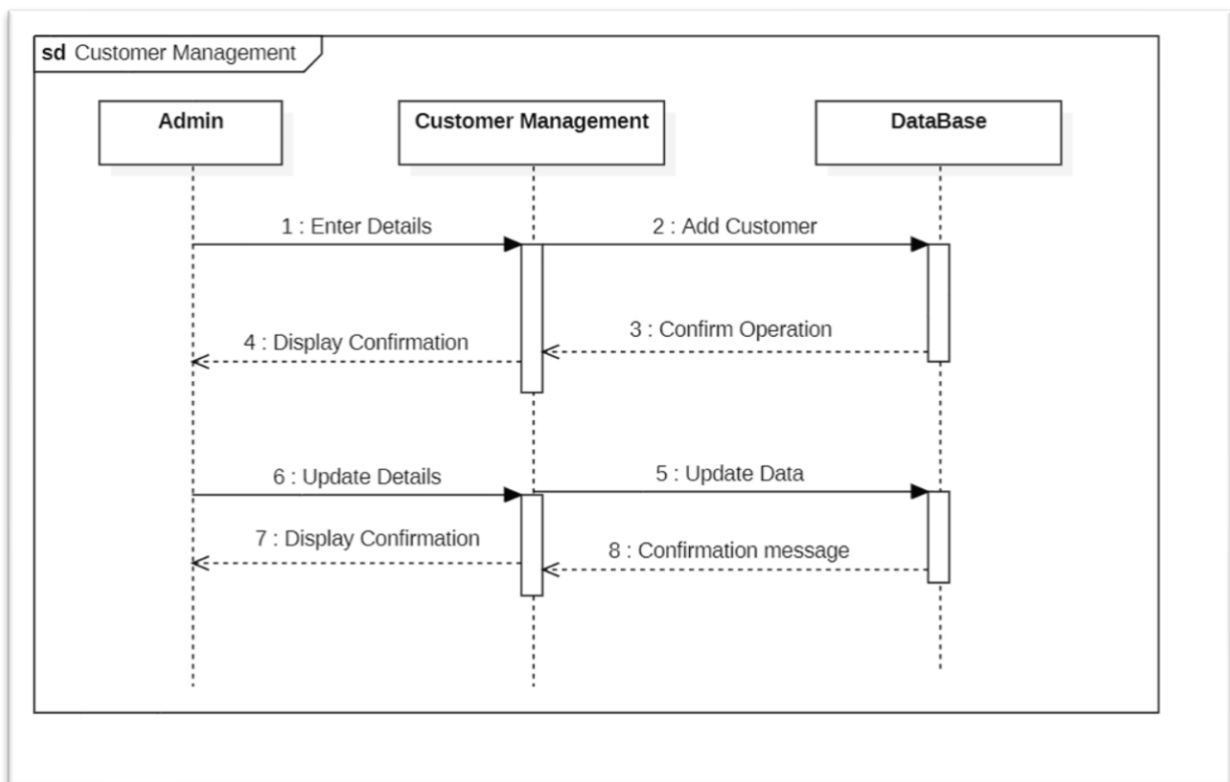 sd Customer Management
Admin
Customer Management
DataBase
1 : Enter Details
2 : Add Customer
3 : Confirm Operation
4 : Display Confirmation
6 : Update Details
5 : Update Data
7 : Display Confirmation
8 : Confirmation message